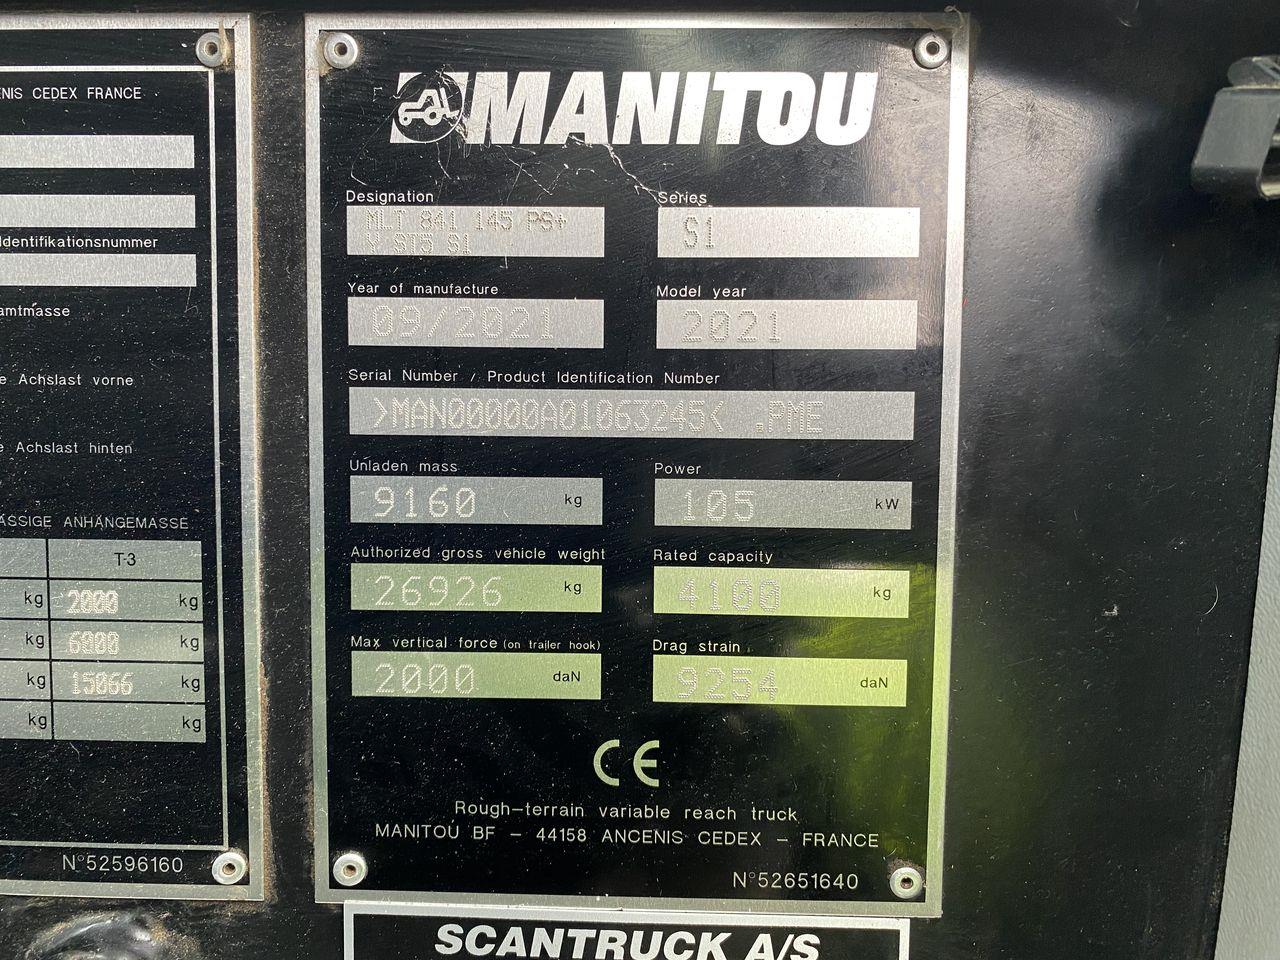 NIS CEDEX FRANCE
Identifikationsnummer
amtmasse
e Achslast vorne
e Achslast hinten
ÄSSIGE ANHÄNGEMASSE
T-3
kg 2000 kg
kg 6000 kg
kg 15066 kg
kg kg
N°52596160
MANITOU
Designation
MLT 841 145 PS+
Y ST5 S1
Series
S1
Year of manufacture
09/2021
Model year
2021
Serial Number / Product Identification Number
>MAN00000A01063245< .PME
Unladen mass
9160 kg
Power
105 kW
Authorized gross vehicle weight
26926 kg
Rated capacity
4100 kg
Max vertical force (on trailer hook)
2000 daN
Drag strain
9254 daN
CE
Rough-terrain variable reach truck
MANITOU BF - 44158 ANCENIS CEDEX - FRANCE
N°52651640
SCANTRUCK A/S